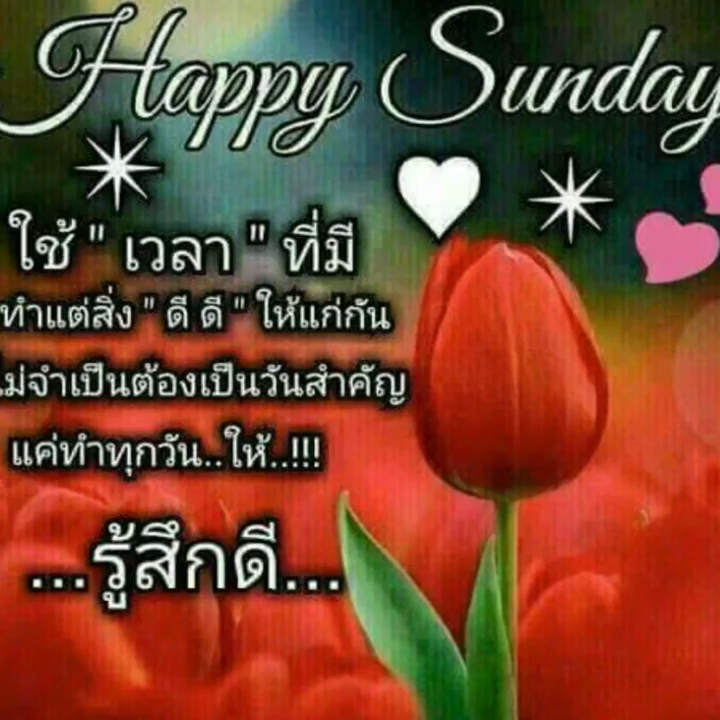 Happy Sunday
ใช้ " เวลา " ที่มี
ทำแต่สิ่ง " ดี ดี " ให้แก่กัน
ไม่จำเป็นต้องเป็นวันสำคัญ
แค่ทำทุกวัน..ให้..!!!
...รู้สึกดี...